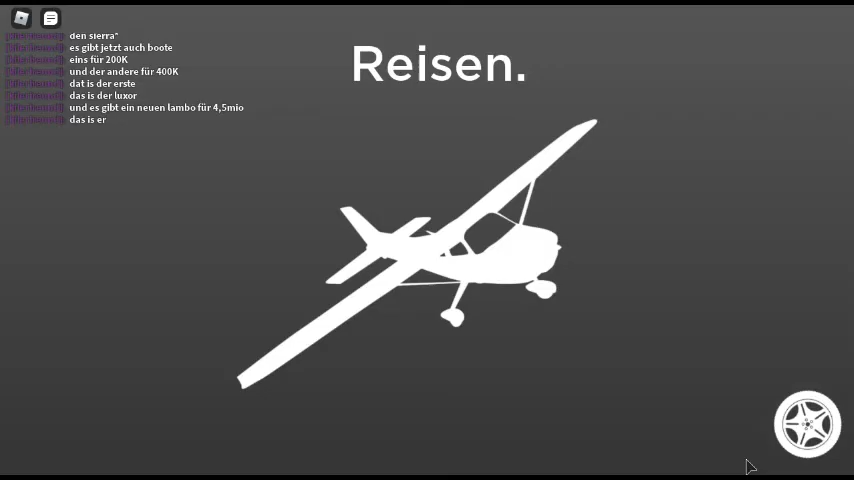 den sierra"
es gibt jetzt auch boote
eins für 200K
und der andere für 400K
dat is der erste
das is der luxor
und es gibt ein neuen lambo für 4,5mio
das is er
Reisen.